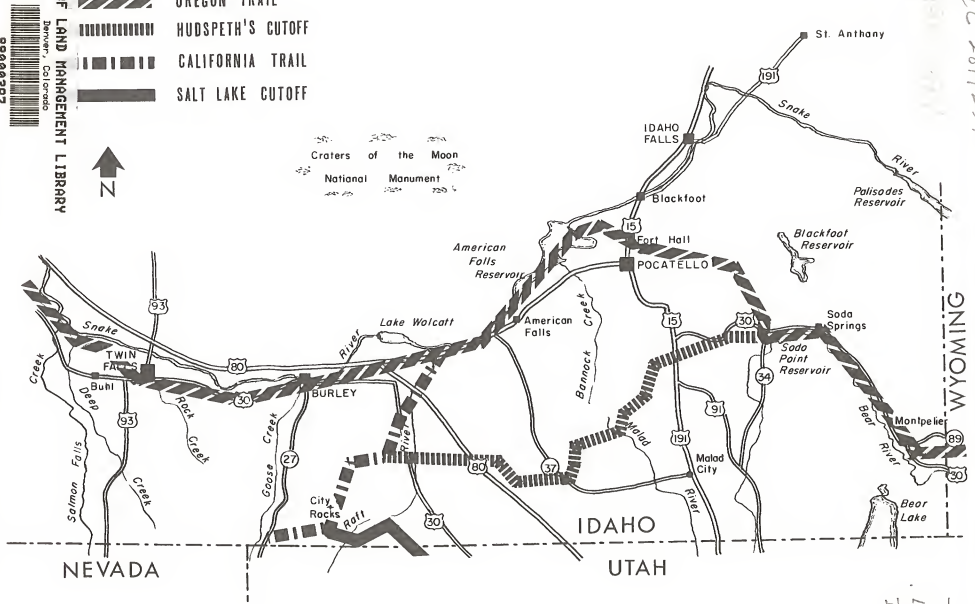 OREGON TRAIL
HUDSPETH'S CUTOFF
CALIFORNIA TRAIL
SALT LAKE CUTOFF
OF LAND MANAGEMENT LIBRARY
Denver, Colorado
88000387
N
Craters of the Moon
National Monument
St. Anthany
191
IDAHO
FALLS
Snake
River
Palisades
Reservoir
Blackfoot
15
Fort Hall
POCATELLO
Blackfoot
Reservoir
American
Falls
Reservoir
American
Falls
Bannock Creek
15
30
Soda
Springs
Soda
Point
Reservoir
34
WYOMING
93
Snake
River
Lake Walcatt
80
TWIN
FALLS
Buhl
30
BURLEY
93
Salmon Falls
Creek
Deep
Creek
Rock
Creek
Goose Creek
27
River
Raft
City
Rocks
80
30
37
Malad
River
191
91
Malad
City
Bear
River
Montpelier
89
30
Bear
Lake
IDAHO
NEVADA
UTAH